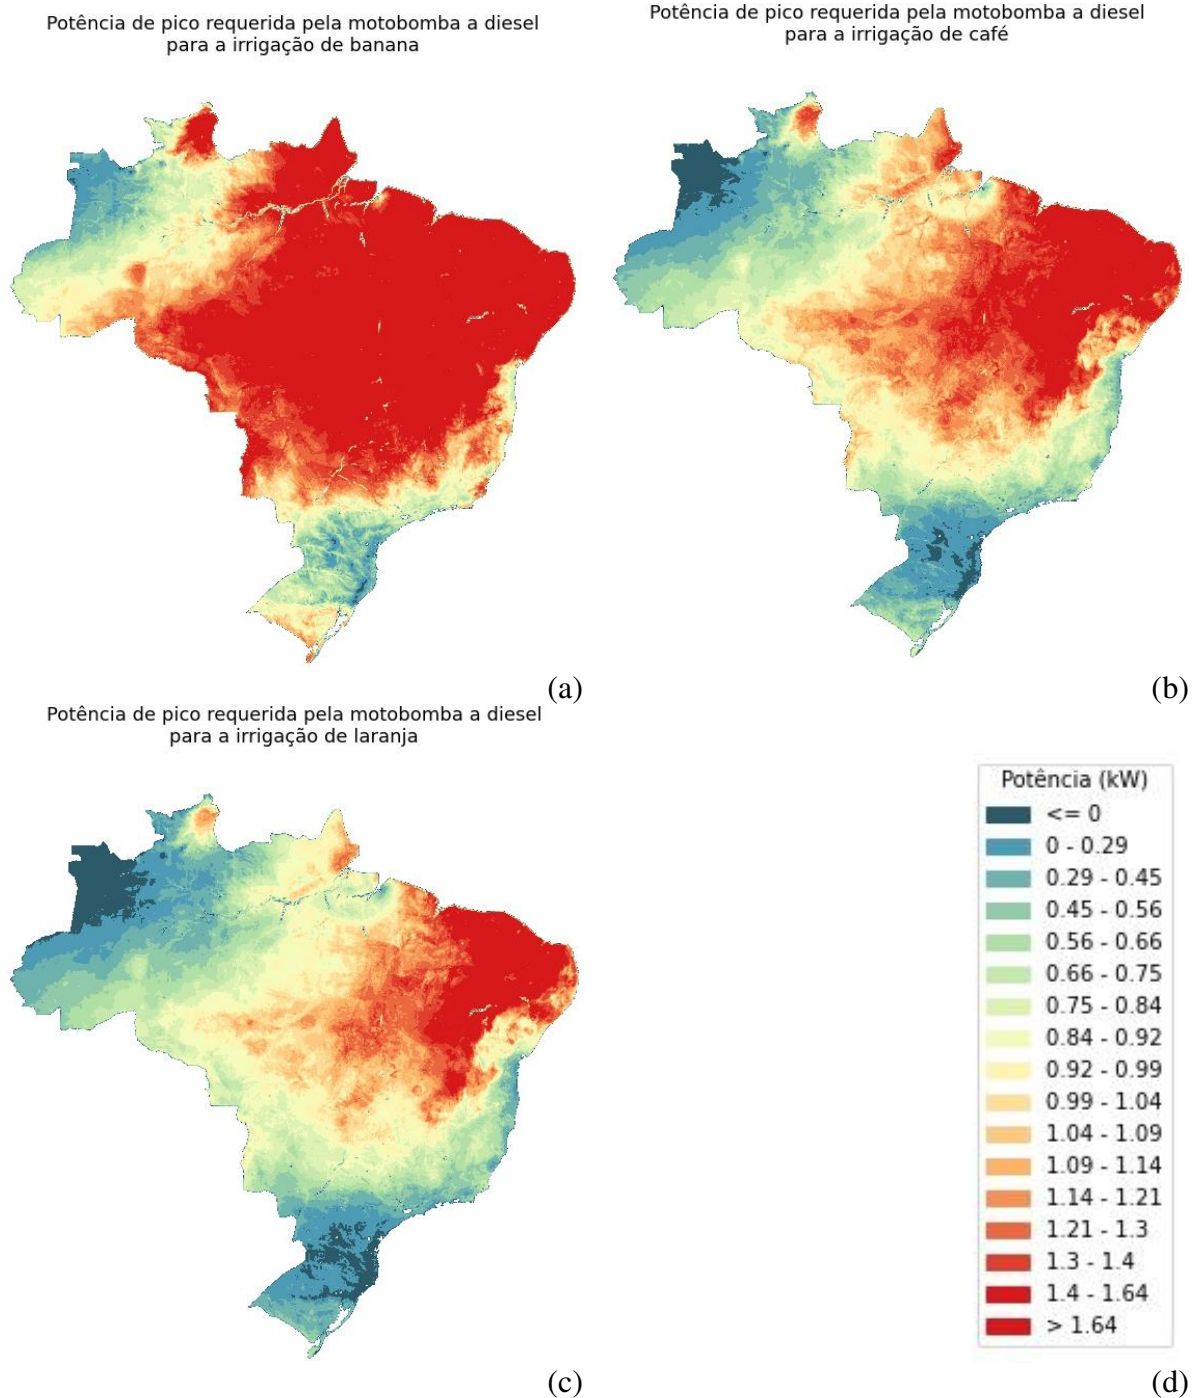 Potência de pico requerida pela motobomba a diesel
para a irrigação de banana
Potência de pico requerida pela motobomba a diesel
para a irrigação de café
(a)
(b)
Potência de pico requerida pela motobomba a diesel
para a irrigação de laranja
Potência (kW)
<= 0
0 - 0.29
0.29 - 0.45
0.45 - 0.56
0.56 - 0.66
0.66 - 0.75
0.75 - 0.84
0.84 - 0.92
0.92 - 0.99
0.99 - 1.04
1.04 - 1.09
1.09 - 1.14
1.14 - 1.21
1.21 - 1.3
1.3 - 1.4
1.4 - 1.64
> 1.64
(c)
(d)